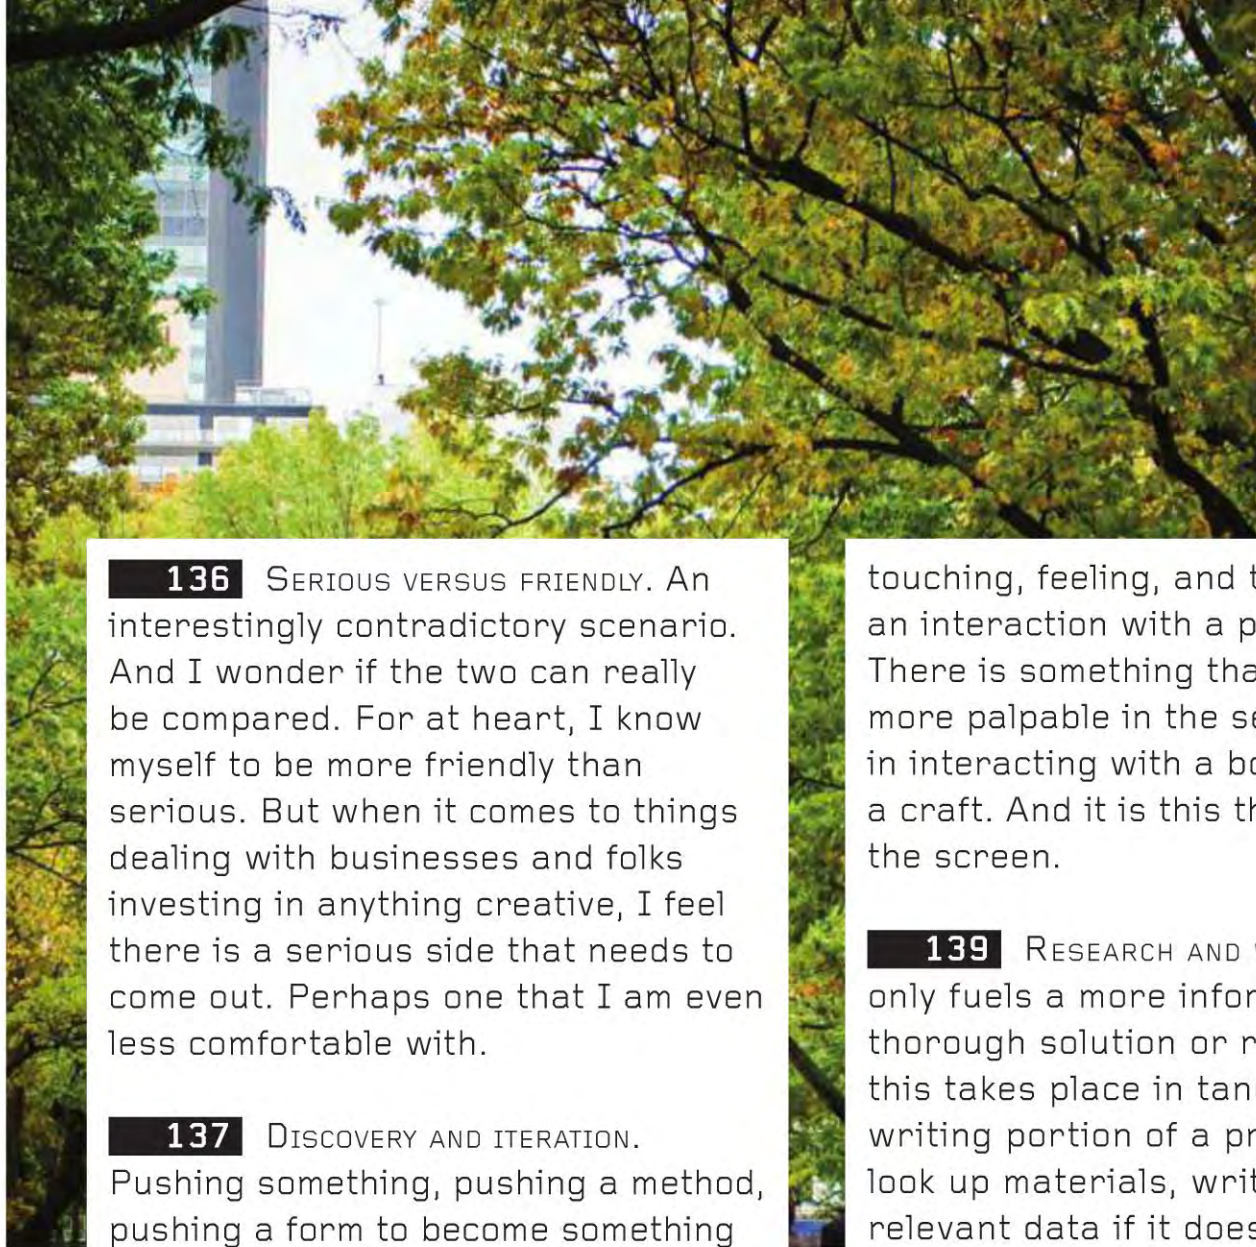 136 SERIOUS VERSUS FRIENDLY. An
interestingly contradictory scenario.
And I wonder if the two can really
be compared. For at heart, I know
myself to be more friendly than
serious. But when it comes to things
dealing with businesses and folks
investing in anything creative, I feel
there is a serious side that needs to
come out. Perhaps one that I am even
less comfortable with.
137 DISCOVERY AND ITERATION.
Pushing something, pushing a method,
pushing a form to become something
touching, feeling, and
an interaction with a
There is something
more palpable in the
in interacting with a
a craft. And it is this
the screen.
139 RESEARCH AND
only fuels a more
thorough solution or
this takes place in
writing portion of a
look up materials,
relevant data if it